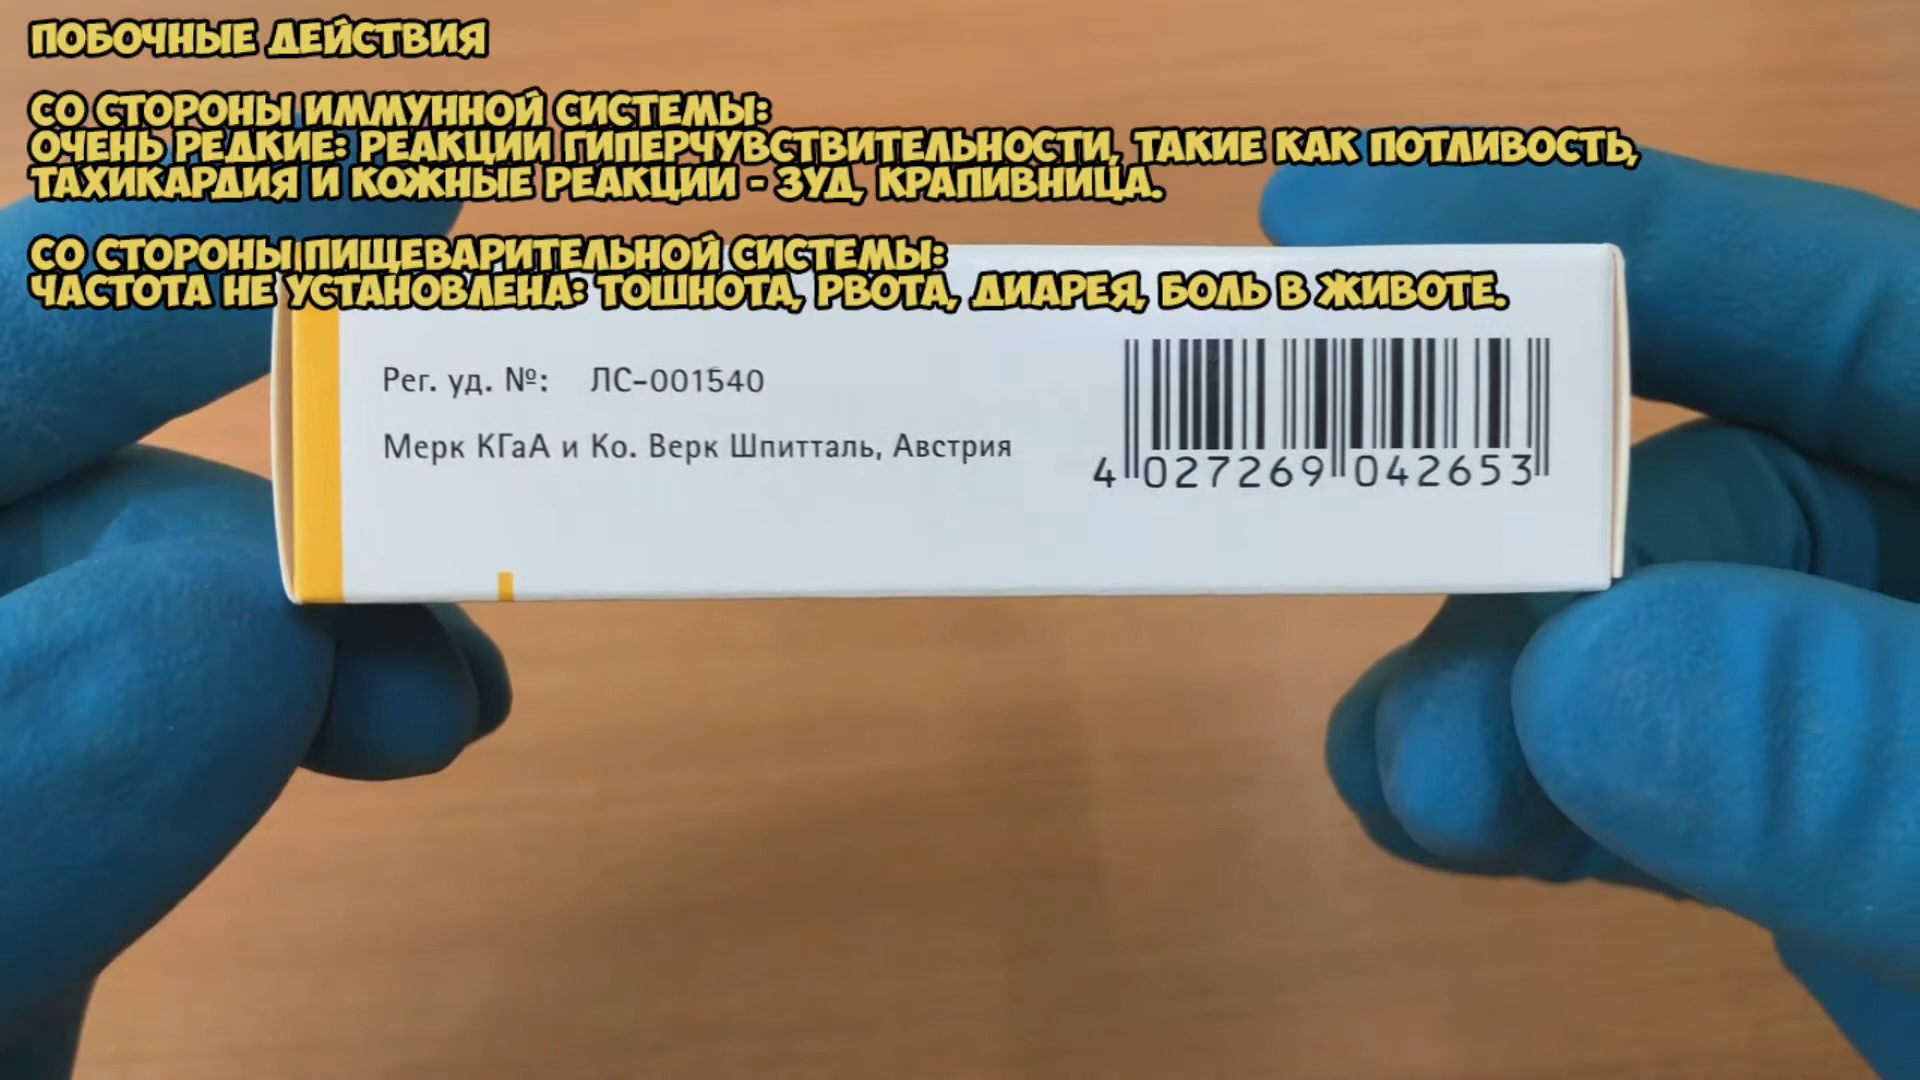 ПОБОЧНЫЕ ДЕЙСТВИЯ
СО СТОРОНЫ ИММУННОЙ СИСТЕМЫ:
ОЧЕНЬ РЕДКИЕ: РЕАКЦИИ ГИПЕРЧУВСТВИТЕЛЬНОСТИ, ТАКИЕ КАК ПОТЛИВОСТЬ,
ТАХИКАРДИЯ И КОЖНЫЕ РЕАКЦИИ - ЗУД, КРАПИВНИЦА.
СО СТОРОНЫ ПИЩЕВАРИТЕЛЬНОЙ СИСТЕМЫ:
ЧАСТОТА НЕ УСТАНОВЛЕНА: ТОШНОТА, РВОТА, ДИАРЕЯ, БОЛЬ В ЖИВОТЕ.
Рег. уд. №: ЛС-001540
Мерк КГаА и Ко. Верк Шпитталь, Австрия
4 027269 042653